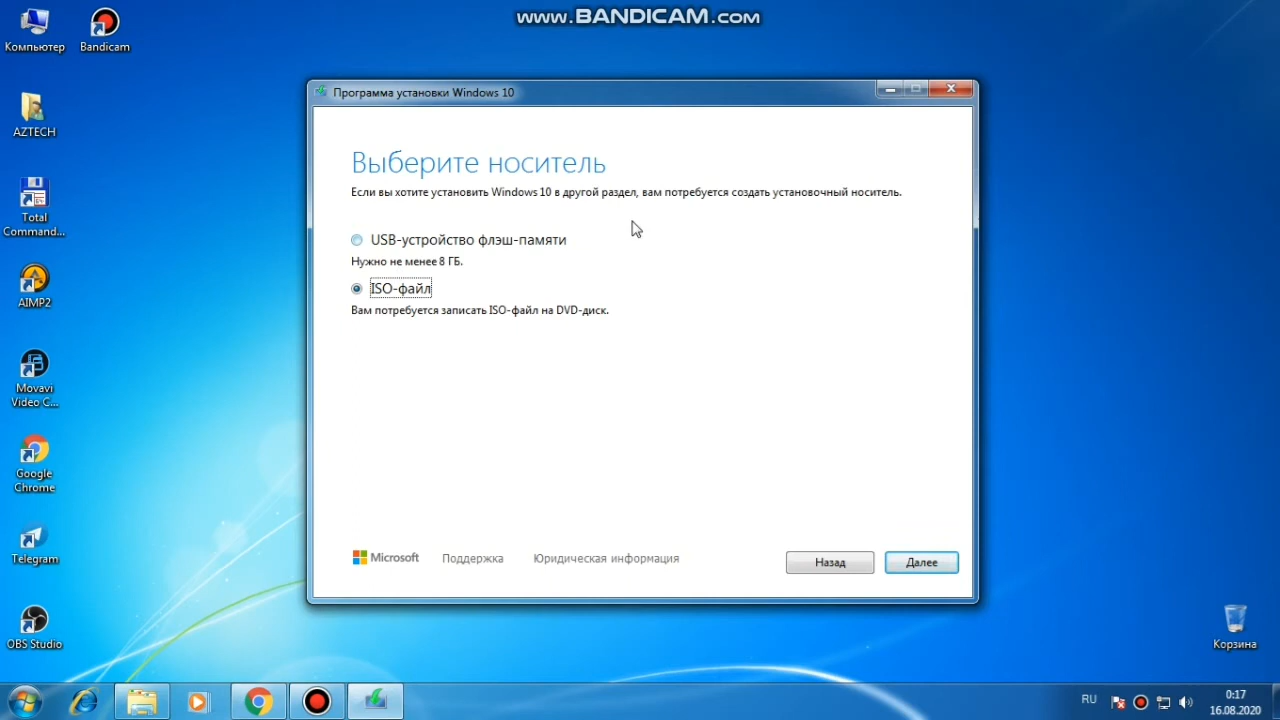 www.BANDICAM.com
Компьютер
Bandicam
AZTECH
Total
Command...
AIMP2
Movavi
Video C...
Google
Chrome
Telegram
OBS Studio
Программа установки Windows 10
Выберите носитель
Если вы хотите установить Windows 10 в другой раздел, вам потребуется создать установочный носитель.
USB-устройство флэш-памяти
Нужно не менее 8 ГБ.
ISO-файл
Вам потребуется записать ISO-файл на DVD-диск.
Microsoft Поддержка Юридическая информация Назад Далее
Корзина
RU
0:17
16.08.2020